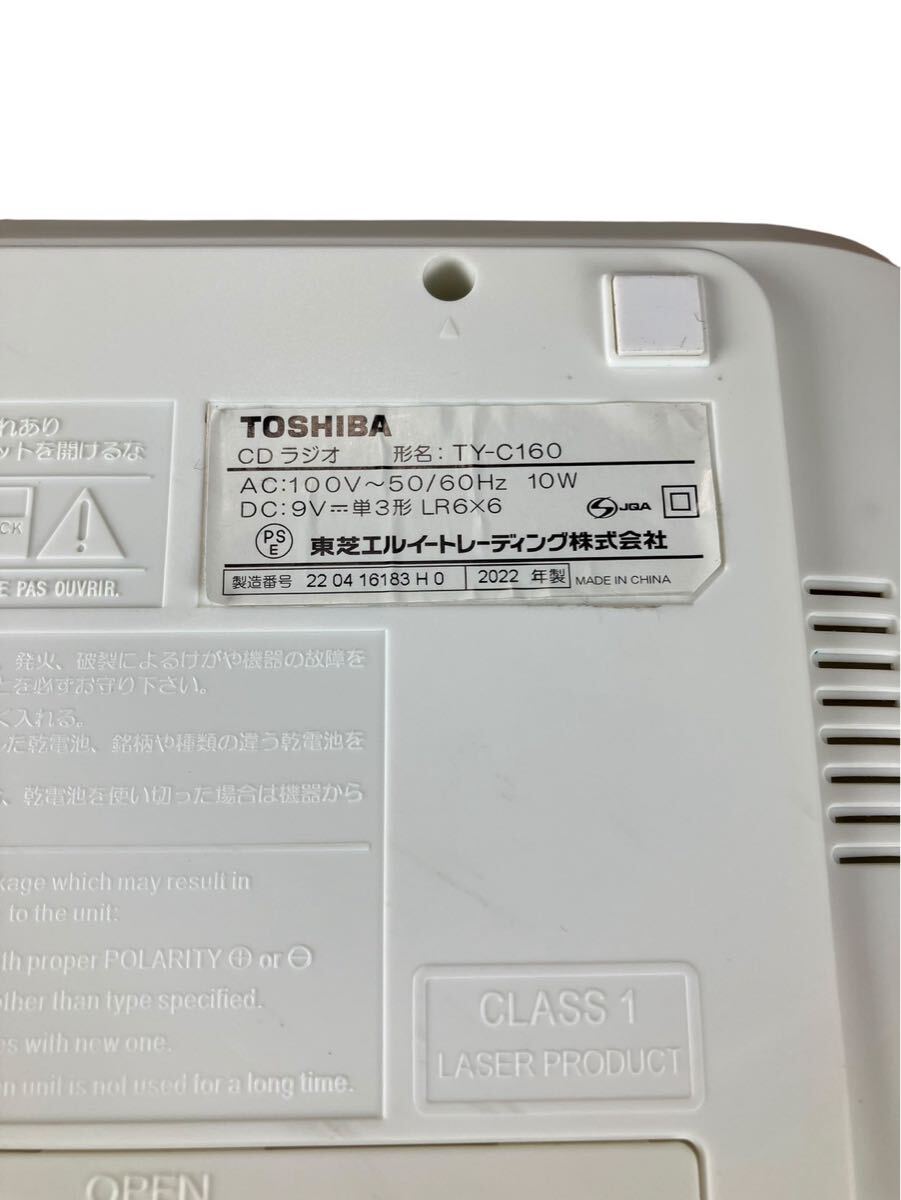 れあり
ットを開けるな
CK
E PAS OUVRIR.
TOSHIBA
CD ラジオ 形名: TY-C160
AC:100V～50/60Hz 10W
DC:9V⎓単3形 LR6×6
JQA
PS
E
東芝エルイートレーディング株式会社
製造番号 22 04 16183 H 0 2022 年製 MADE IN CHINA
、発火、破裂によるけがや機器の故障を
とを必ずお守り下さい。
く入れる。
した乾電池、銘柄や種類の違う乾電池を
、乾電池を使い切った場合は機器から
kage which may result in
to the unit:
th proper POLARITY ⊕ or ⊖
other than type specified.
es with new one.
en unit is not used for a long time.
CLASS 1
LASER PRODUCT
OPEN